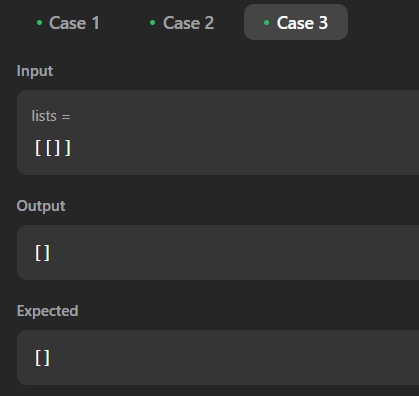 Case 1 Case 2 Case 3
Input
lists =
[[]]
Output
[]
Expected
[]